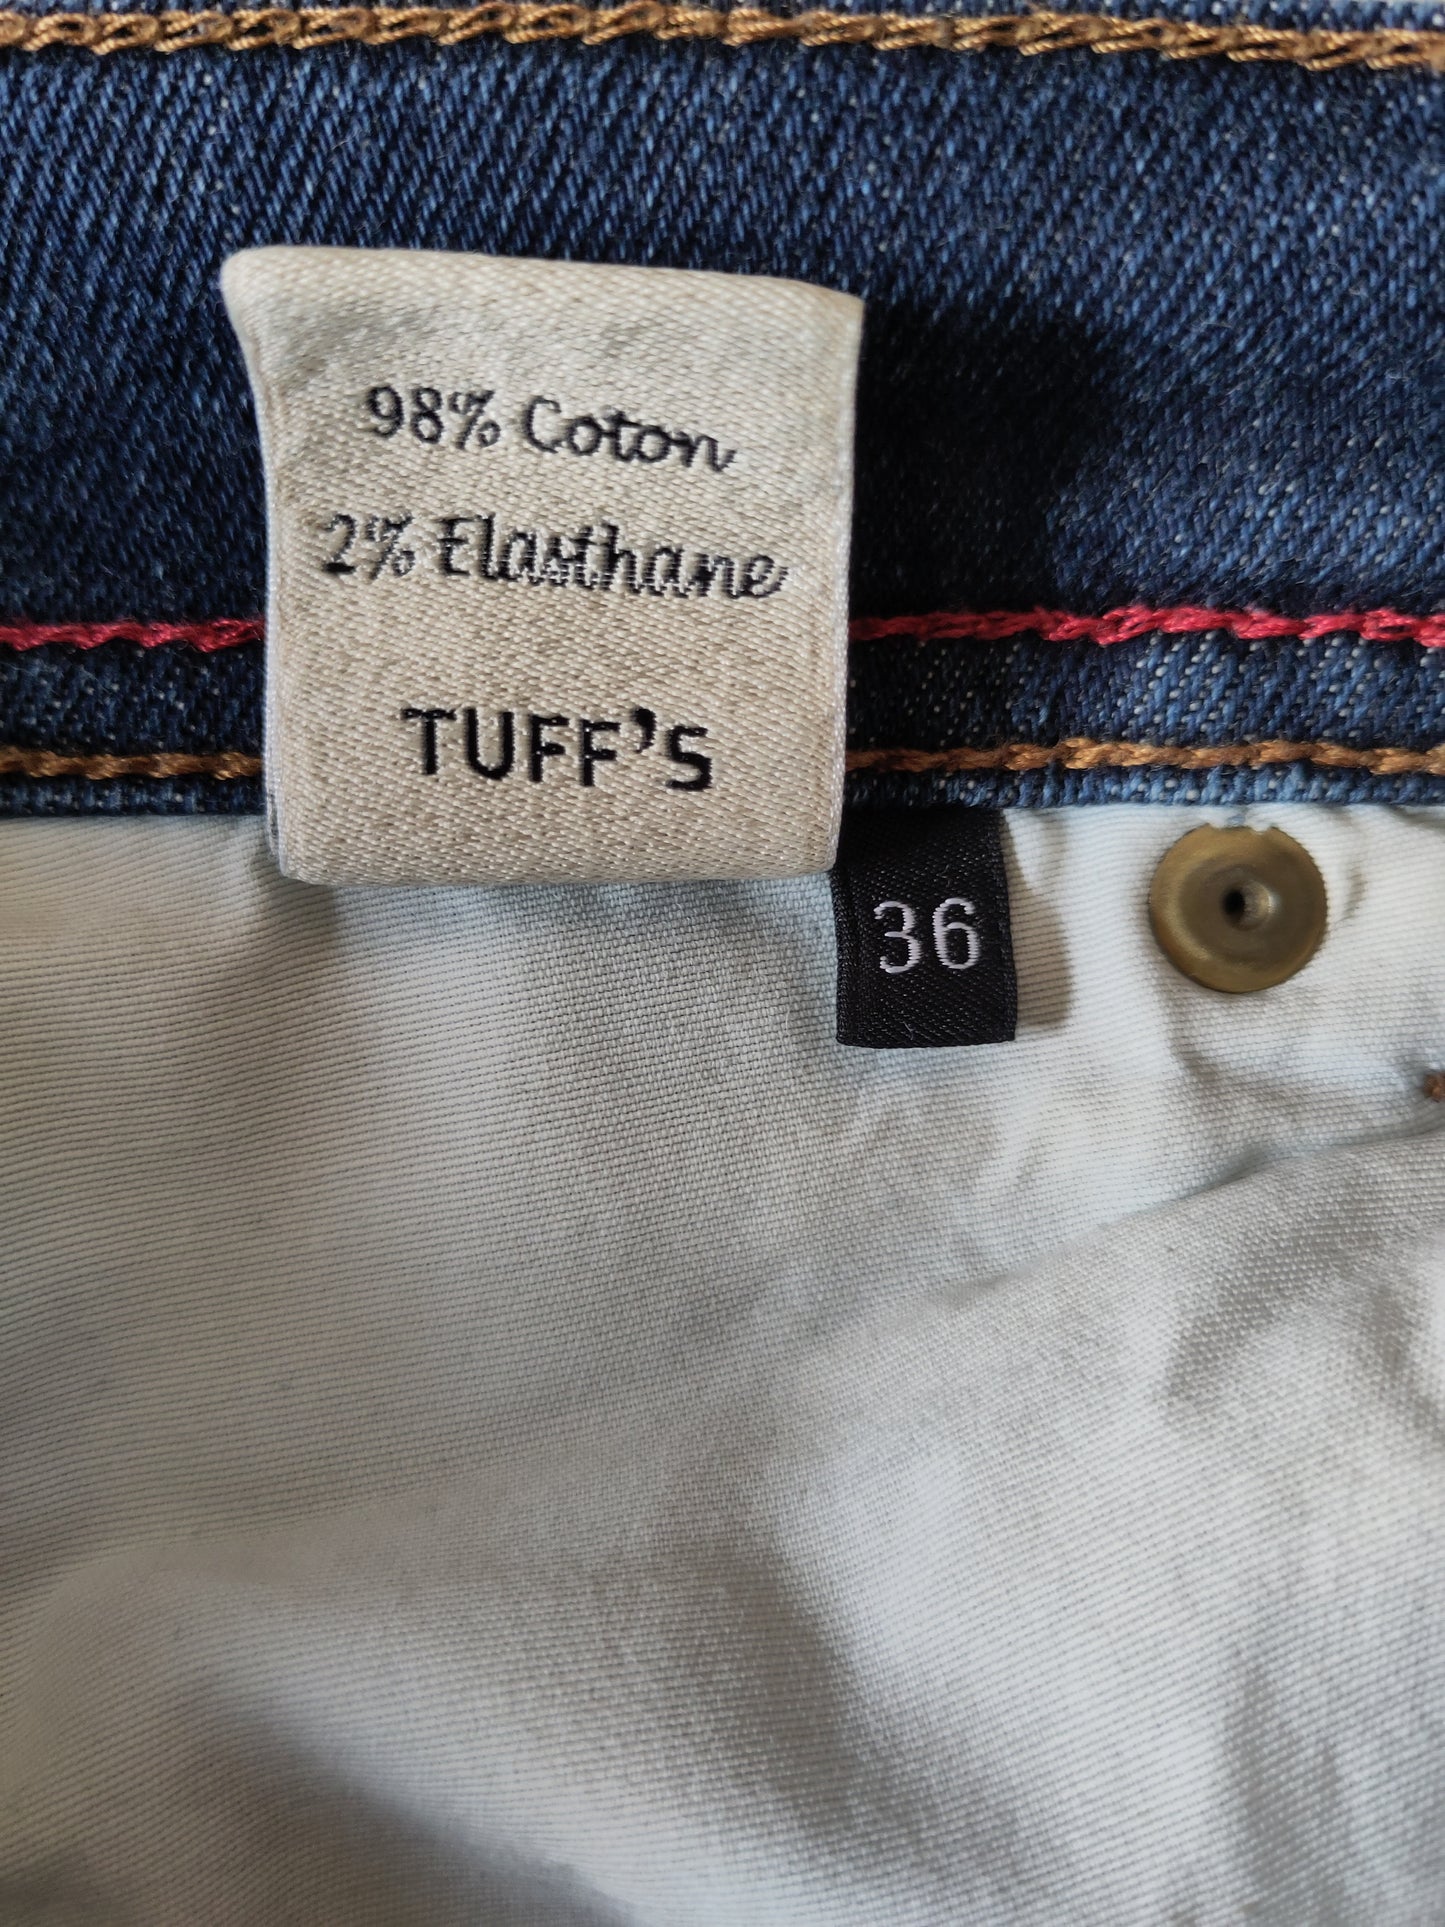 98% Coton
2% Elasthane
TUFF'S
36